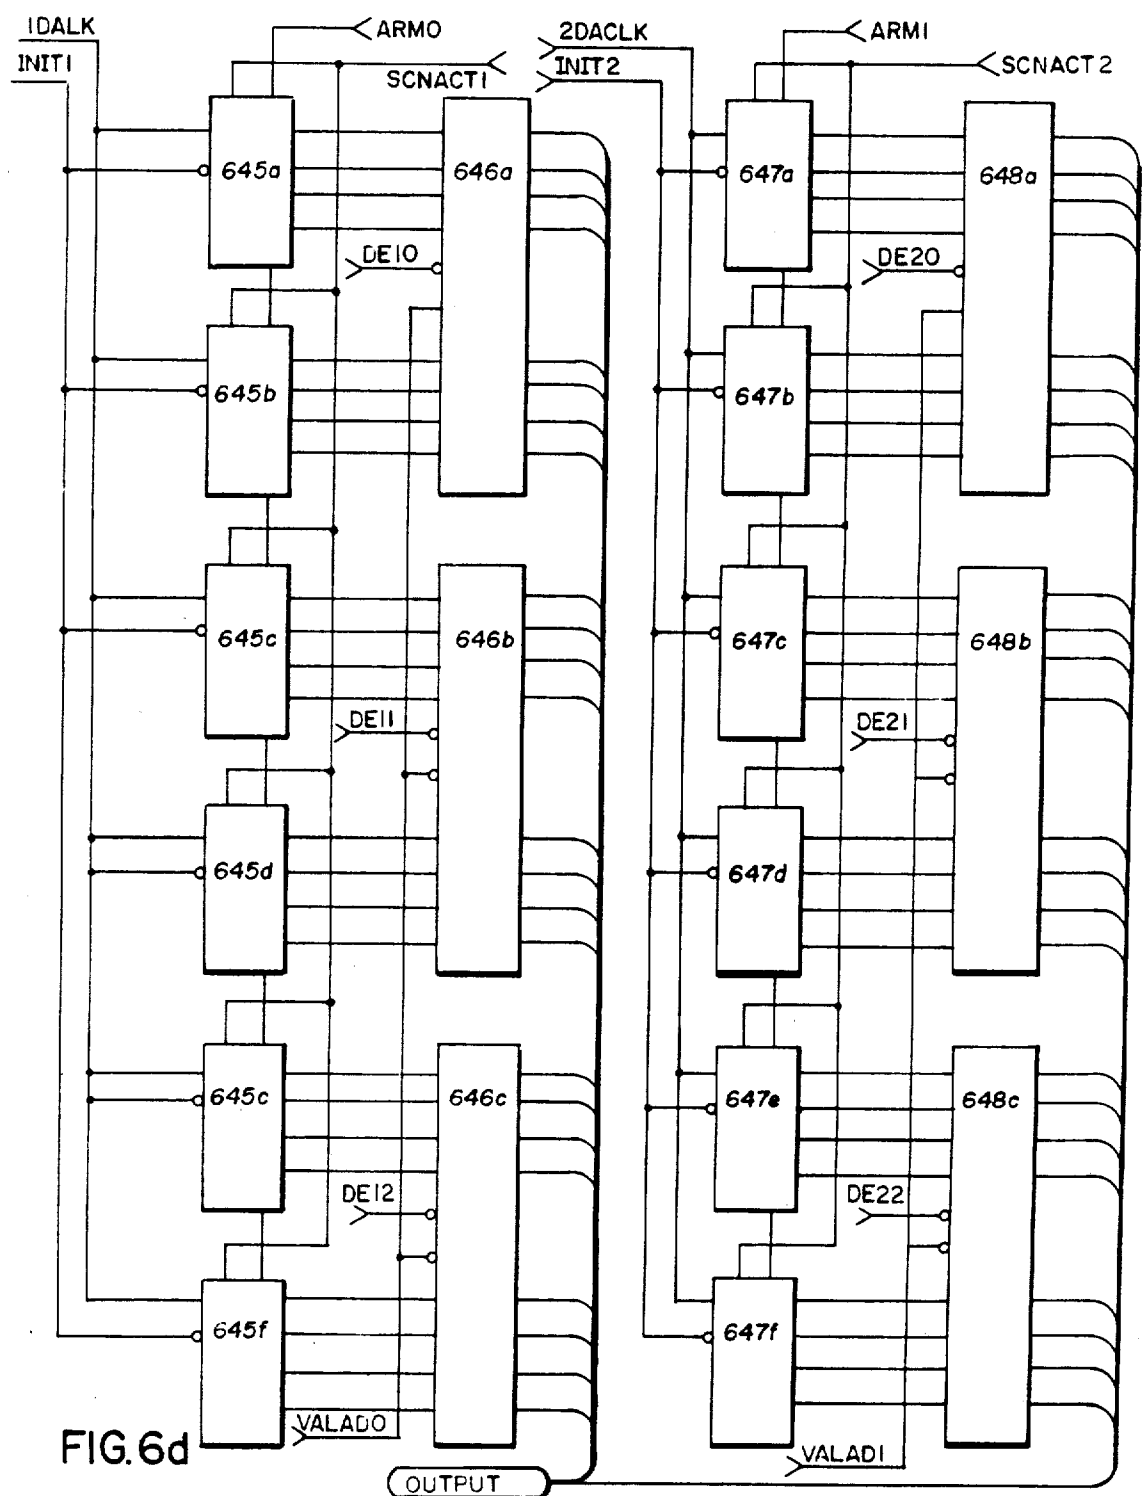 1DALK
ARM0
INIT1
SCNACT1
2DACLK
ARM1
INIT2
SCNACT2
645a
646a
647a
648a
DE10
DE20
645b
647b
645c
646b
647c
648b
DE11
DE21
645d
647d
645c
646c
647e
648c
DE12
DE22
645f
647f
VALAD0
VALAD1
FIG.6d
OUTPUT